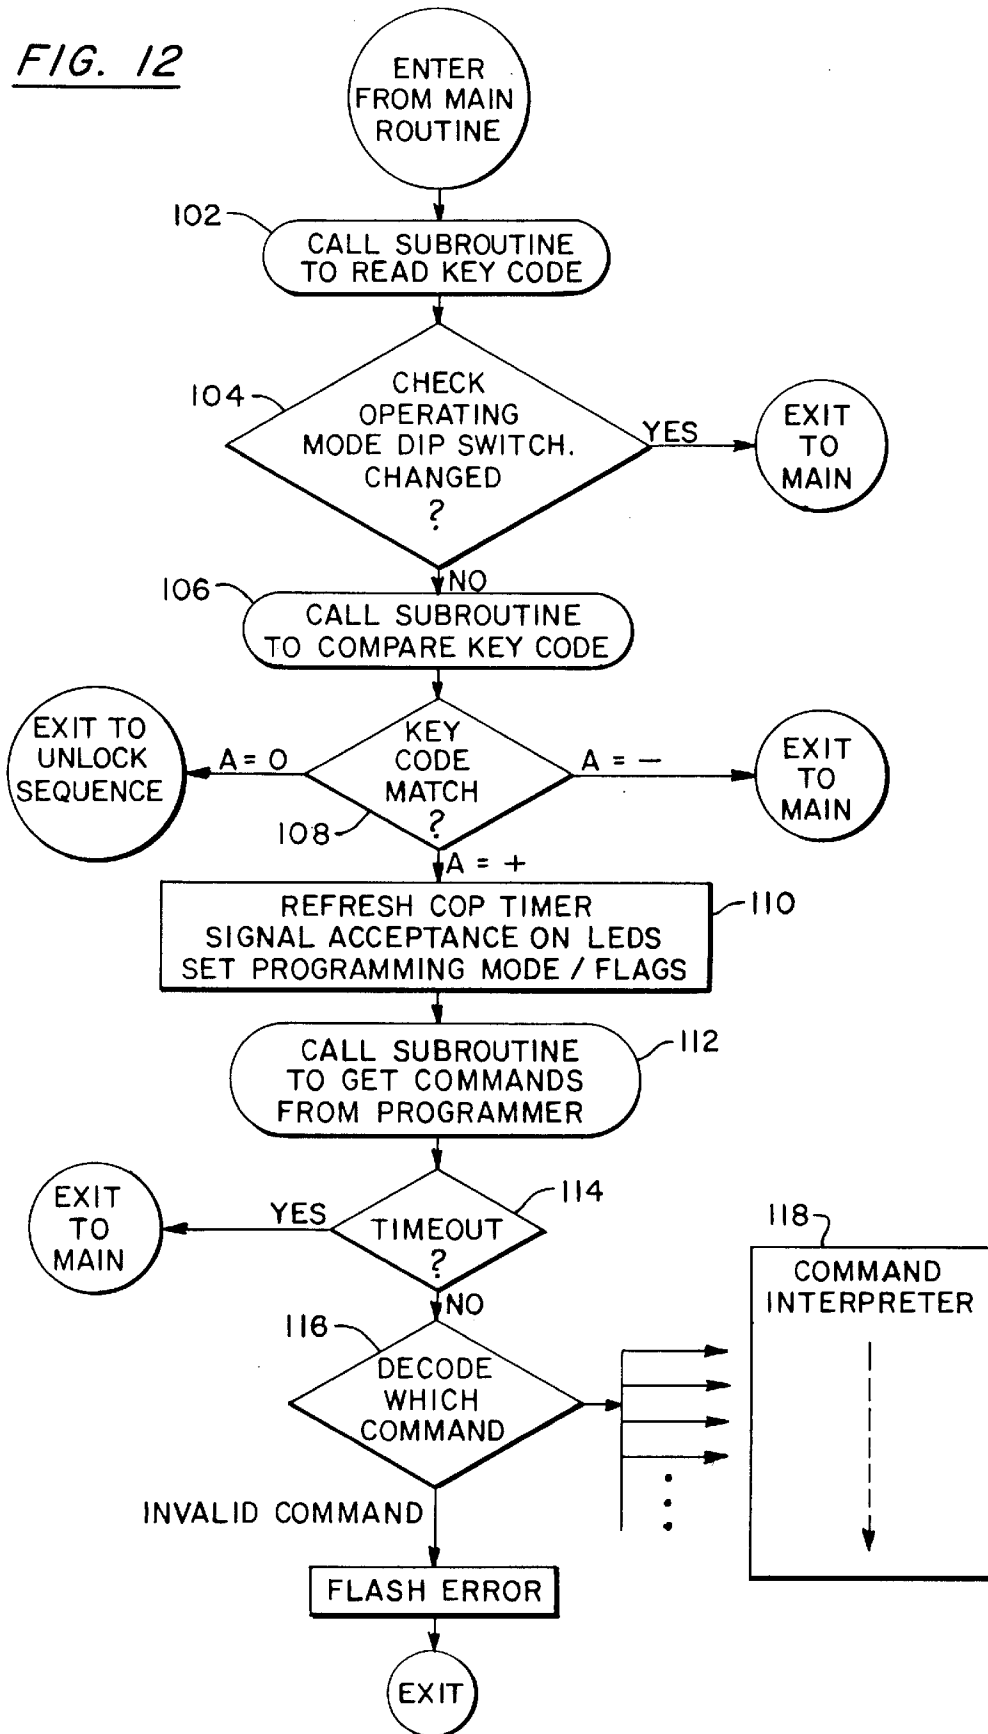 FIG. 12
ENTER
FROM MAIN
ROUTINE
102
CALL SUBROUTINE
TO READ KEY CODE
104
CHECK
OPERATING
MODE DIP SWITCH.
CHANGED
?
YES
EXIT
TO
MAIN
NO
106
CALL SUBROUTINE
TO COMPARE KEY CODE
EXIT TO
UNLOCK
SEQUENCE
A = 0
KEY
CODE
MATCH
?
108
A = –
EXIT
TO
MAIN
A = +
REFRESH COP TIMER
SIGNAL ACCEPTANCE ON LEDS
SET PROGRAMMING MODE / FLAGS
110
CALL SUBROUTINE
TO GET COMMANDS
FROM PROGRAMMER
112
EXIT
TO
MAIN
YES
TIMEOUT
?
114
NO
116
DECODE
WHICH
COMMAND
118
COMMAND
INTERPRETER
INVALID COMMAND
FLASH ERROR
EXIT